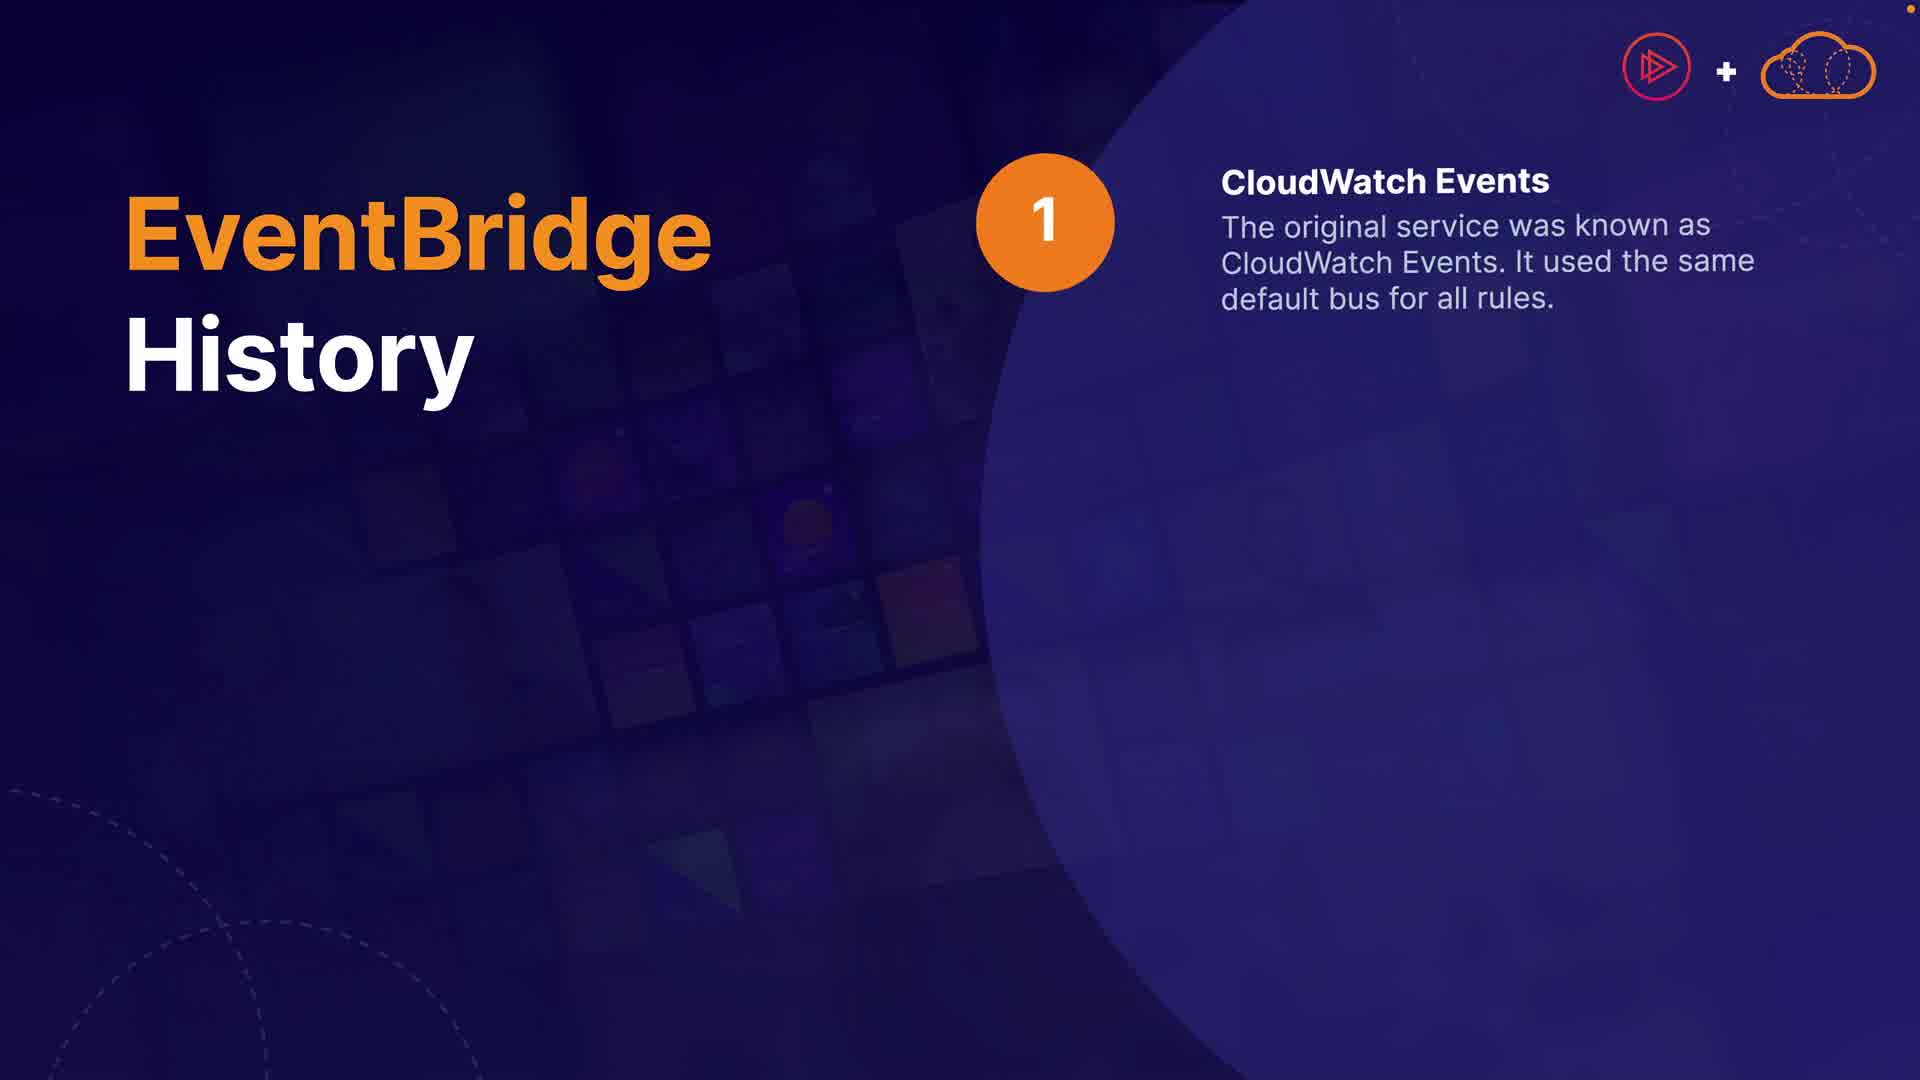 EventBridge
History
1
CloudWatch Events
The original service was known as
CloudWatch Events. It used the same
default bus for all rules.